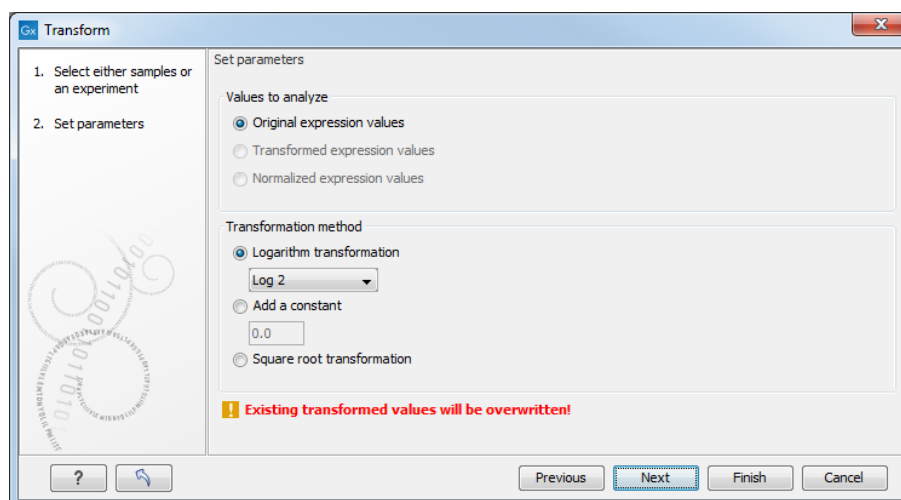 Gx Transform
1. Select either samples or
an experiment
2. Set parameters
Set parameters
Values to analyze
Original expression values
Transformed expression values
Normalized expression values
Transformation method
Logarithm transformation
Log 2
Add a constant
0.0
Square root transformation
! Existing transformed values will be overwritten!
?
Previous
Next
Finish
Cancel